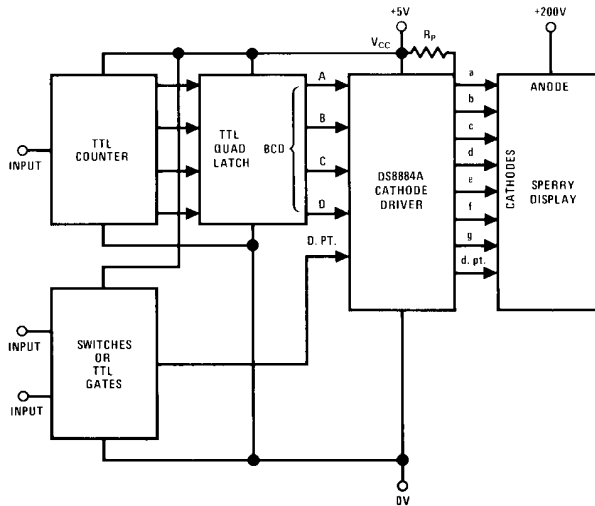 +5V
+200V
VCC
RP
A
B
C
D
BCD
D. PT.
a
b
c
d
e
f
g
d. pt.
INPUT
TTL
COUNTER
TTL
QUAD
LATCH
DS8884A
CATHODE
DRIVER
ANODE
CATHODES
SPERRY
DISPLAY
INPUT
INPUT
SWITCHES
OR
TTL
GATES
0V